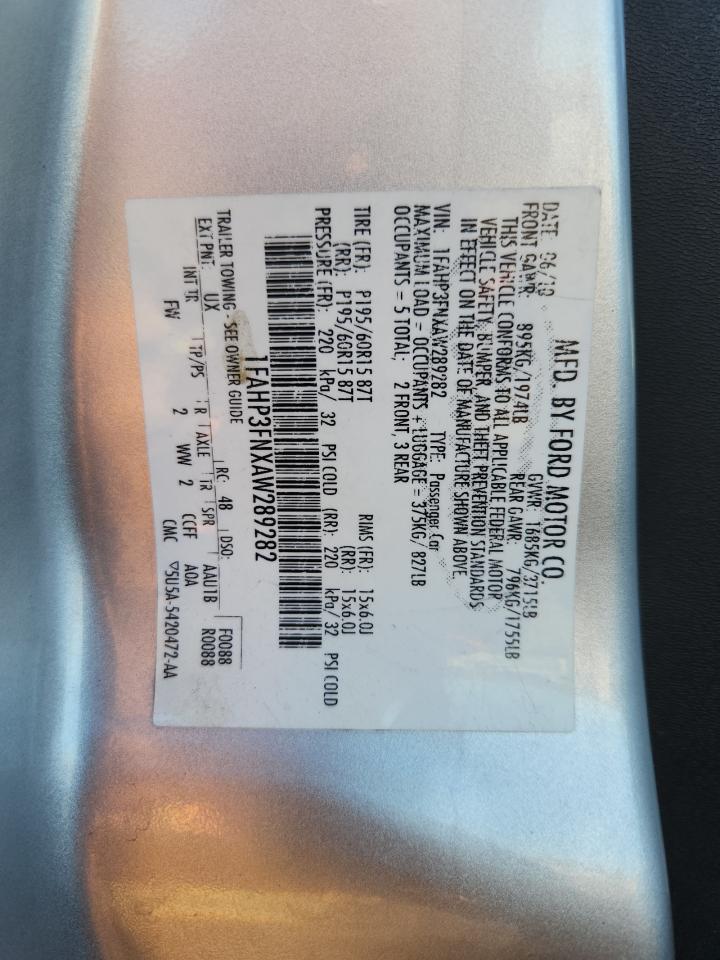 MFD. BY FORD MOTOR CO.
DATE: 06/10 GVWR: 1685KG/3715LB
FRONT GAWR: 895KG/1974LB REAR GAWR: 796KG/1755LB
THIS VEHICLE CONFORMS TO ALL APPLICABLE FEDERAL MOTOR
VEHICLE SAFETY, BUMPER, AND THEFT PREVENTION STANDARDS
IN EFFECT ON THE DATE OF MANUFACTURE SHOWN ABOVE.
VIN: 1FAHP3FNXAW289282 TYPE: Passenger Car
MAXIMUM LOAD = OCCUPANTS + LUGGAGE = 375KG/ 827LB
OCCUPANTS = 5 TOTAL, 2 FRONT, 3 REAR
TIRE (FR): P195/60R15 87T RIMS (FR): 15x6.0J
(RR): P195/60R15 87T (RR): 15x6.0J
PRESSURE (FR): 220 kPa/ 32 PSI COLD (RR): 220 kPa/ 32 PSI COLD
1FAHP3FNXAW289282
TRAILER TOWING - SEE OWNER GUIDE
F0088
EXT PNT: UX RC: 48 DSO: R0088
INT TR TP/PS R AXLE TR SPR AAU1B
FW 2 WW 2 CCFF AOA
CMC ▽5U5A-5420472-AA